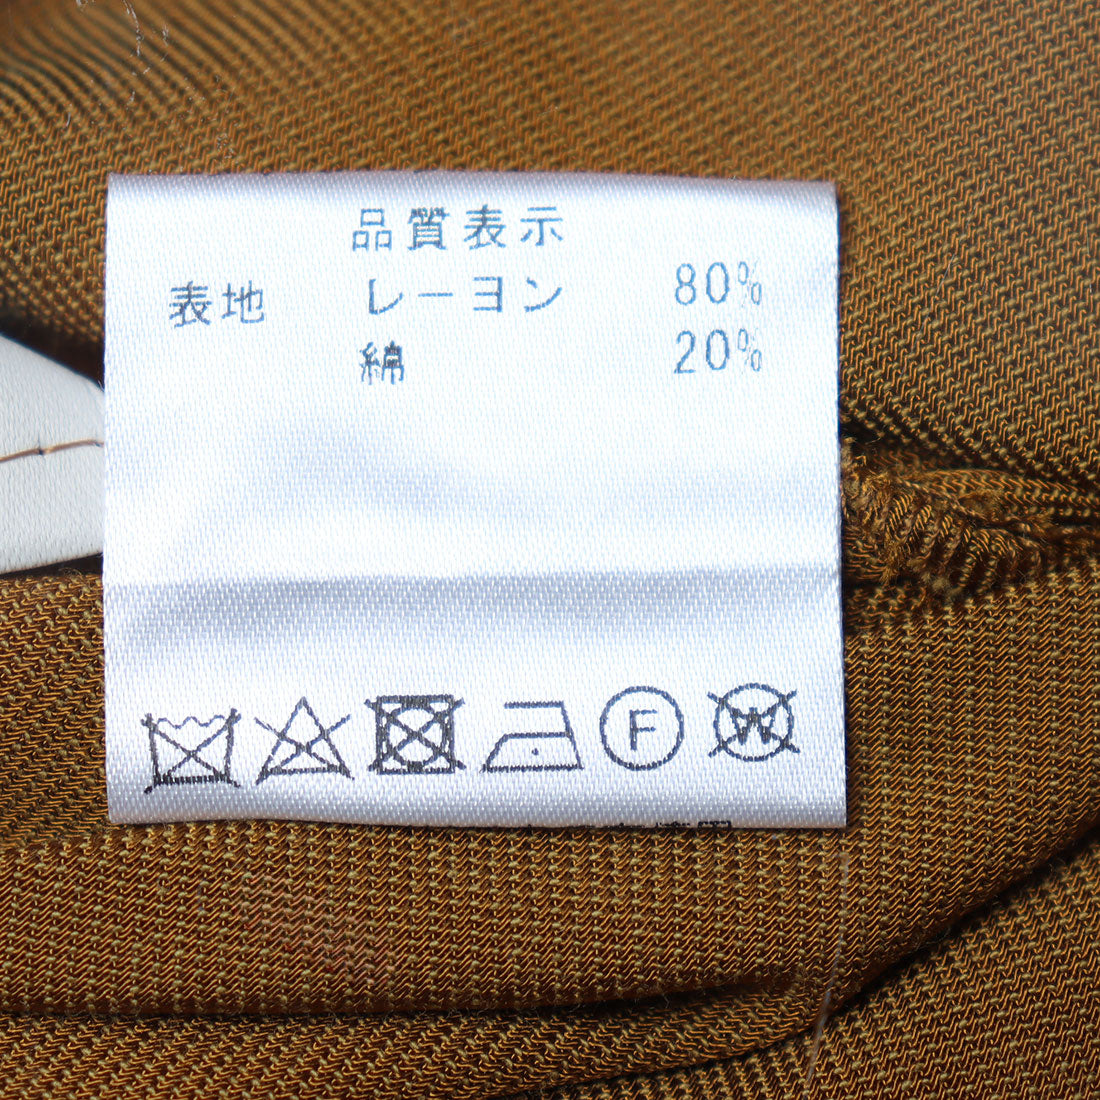 品質表示
表地 レーヨン 80%
綿 20%
F W